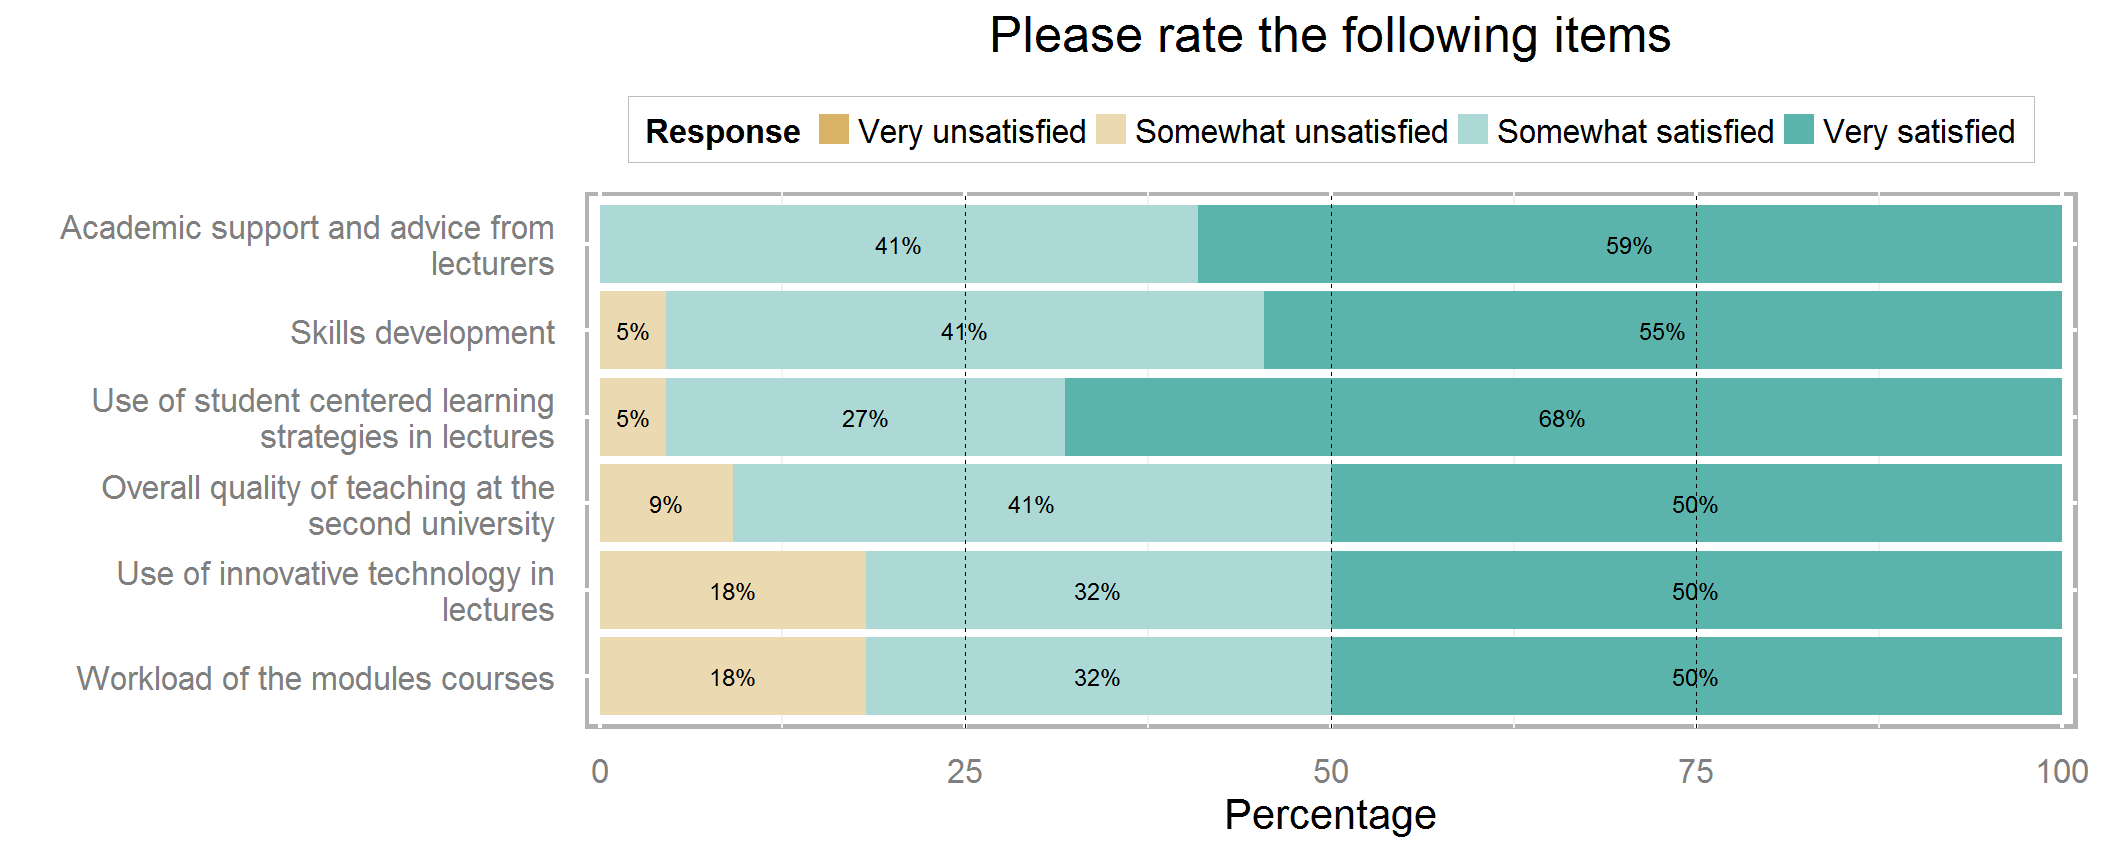 Please rate the following items
Response Very unsatisfied Somewhat unsatisfied Somewhat satisfied Very satisfied
Academic support and advice from
lecturers
41% 59%
Skills development
5% 41% 55%
Use of student centered learning
strategies in lectures
5% 27% 68%
Overall quality of teaching at the
second university
9% 41% 50%
Use of innovative technology in
lectures
18% 32% 50%
Workload of the modules courses
18% 32% 50%
0 25 50 75 100
Percentage